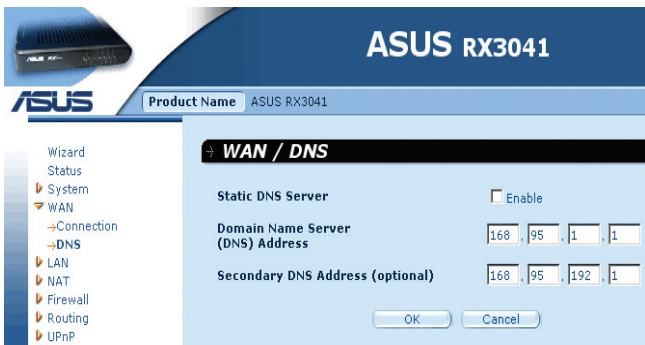 ASUS RX3041
ASUS
Product Name ASUS RX3041
Wizard
Status
System
WAN
→Connection
→DNS
LAN
NAT
Firewall
Routing
UPnP
WAN / DNS
Static DNS Server Enable
Domain Name Server
(DNS) Address 168 . 95 . 1 . 1
Secondary DNS Address (optional) 168 . 95 . 192 . 1
OK Cancel